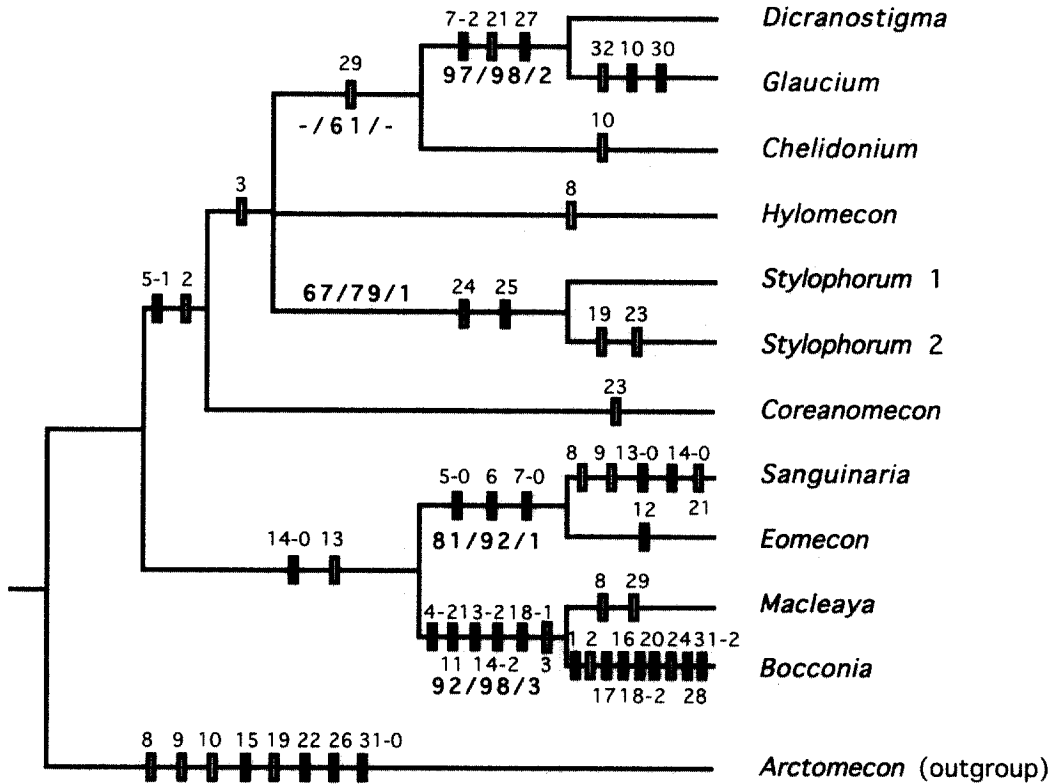 7-2 21 27
Dicranostigma
97/98/2
32 10 30
Glaucium
29
-/61/-
10
Chelidonium
3
8
Hylomecon
5-1 2
67/79/1
24 25
Stylophorum 1
19 23
Stylophorum 2
23
Coreanomecon
8 9 13-0 14-0
Sanguinaria
21
5-0 6 7-0
81/92/1
12
Eomecon
14-0 13
8 29
Macleaya
4-2 13-2 18-1
11 14-2 3
92/98/3
1 2 16 20 24 31-2
Bocconia
17 18-2 28
8 9 10 15 19 22 26 31-0
Arctomecon (outgroup)